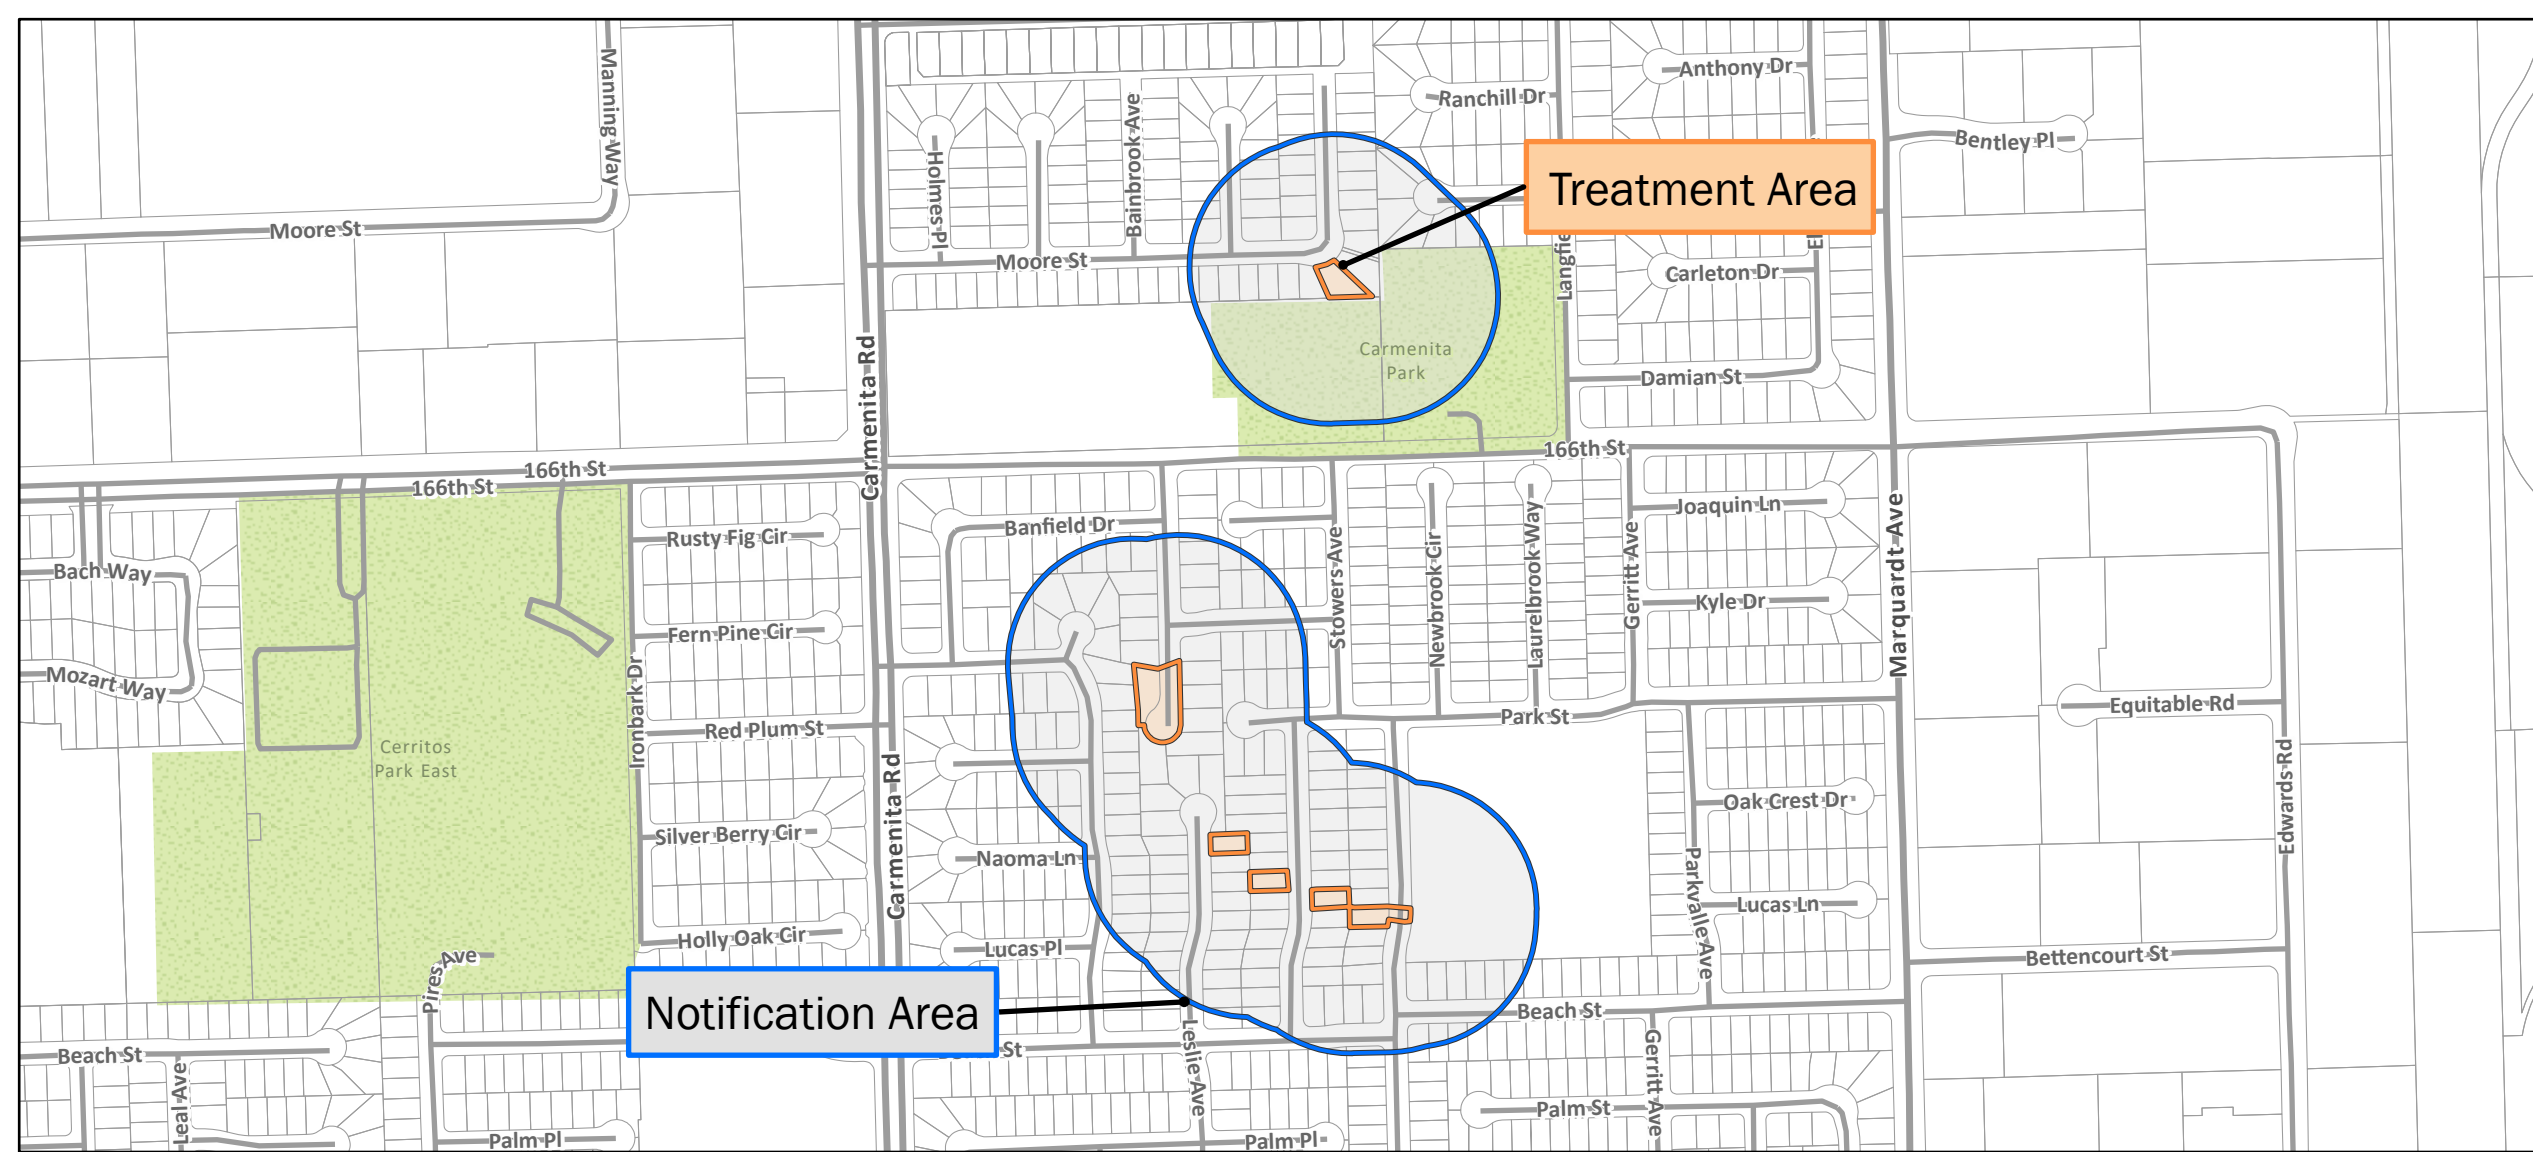 Manning Way
Anthony Dr
Ranchill Dr
Bainbrook Ave
Holmes Pl
Bentley Pl
Treatment Area
Moore St
Moore St
Carleton Dr
Carmenita Rd
Carmenita
Park
Damian St
166th St
166th St
166th St
Banfield Dr
Rusty Fig Cir
Joaquin Ln
Stowers Ave
Newbrook Cir
Laurelbrook Way
Gerritt Ave
Marquardt Ave
Bach Way
Kyle Dr
Fern Pine Cir
Mozart Way
Ironbark Dr
Red Plum St
Park St
Equitable Rd
Cerritos
Park East
Carmenita Rd
Oak Crest Dr
Edwards Rd
Silver Berry Cir
Naoma Ln
Parkvalle Ave
Lucas Ln
Holly Oak Cir
Lucas Pl
Bettencourt St
Pires Ave
Notification Area
Beach St
Beach St
St
Leslie Ave
Gerritt Ave
Leal Ave
Palm St
Palm Pl
Palm Pl